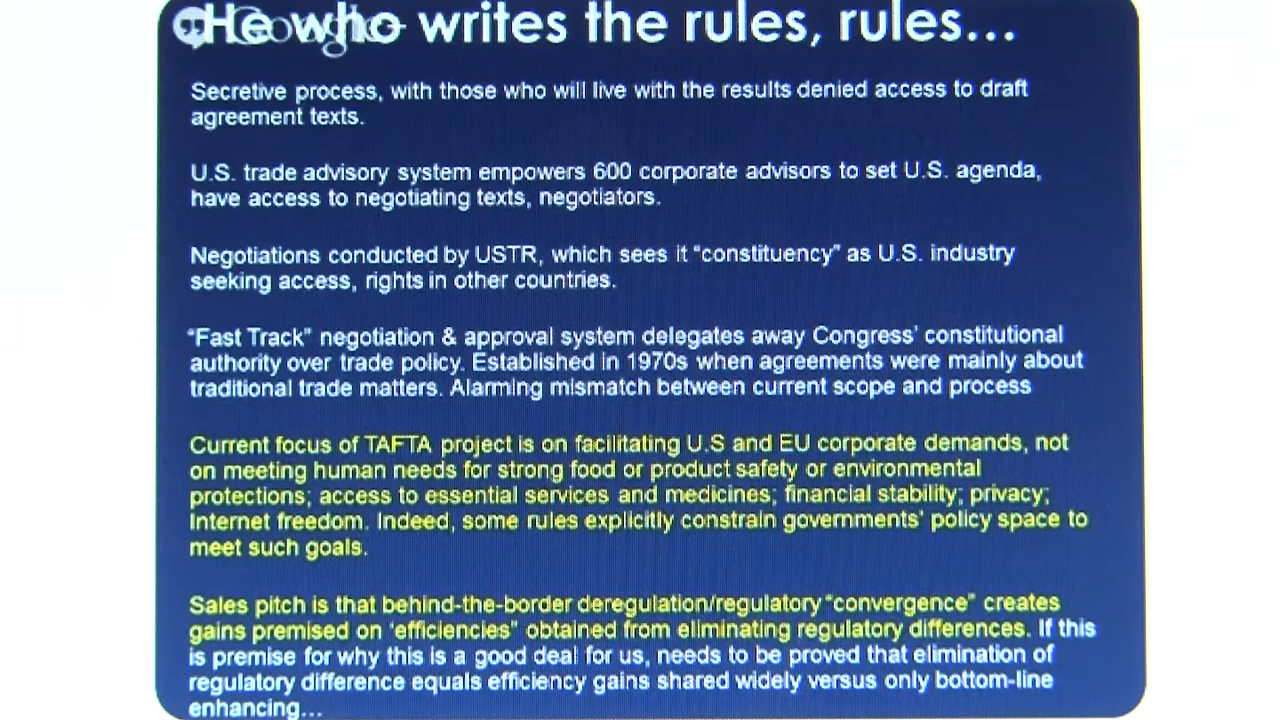 He who writes the rules, rules…
Secretive process, with those who will live with the results denied access to draft
agreement texts.
U.S. trade advisory system empowers 600 corporate advisors to set U.S. agenda,
have access to negotiating texts, negotiators.
Negotiations conducted by USTR, which sees it “constituency” as U.S. industry
seeking access, rights in other countries.
“Fast Track” negotiation & approval system delegates away Congress’ constitutional
authority over trade policy. Established in 1970s when agreements were mainly about
traditional trade matters. Alarming mismatch between current scope and process
Current focus of TAFTA project is on facilitating U.S and EU corporate demands, not
on meeting human needs for strong food or product safety or environmental
protections; access to essential services and medicines; financial stability; privacy;
Internet freedom. Indeed, some rules explicitly constrain governments’ policy space to
meet such goals.
Sales pitch is that behind-the-border deregulation/regulatory “convergence” creates
gains premised on ‘efficiencies” obtained from eliminating regulatory differences. If this
is premise for why this is a good deal for us, needs to be proved that elimination of
regulatory difference equals efficiency gains shared widely versus only bottom-line
enhancing…